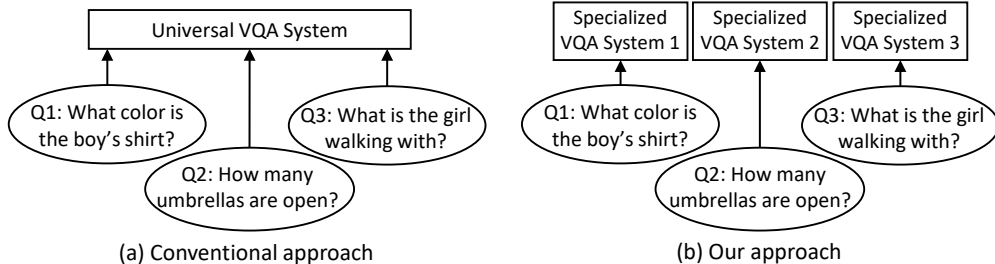 Universal VQA System
Q1: What color is
the boy's shirt?
Q3: What is the girl
walking with?
Q2: How many
umbrellas are open?
(a) Conventional approach
Specialized
VQA System 1
Specialized
VQA System 2
Specialized
VQA System 3
Q1: What color is
the boy's shirt?
Q3: What is the girl
walking with?
Q2: How many
umbrellas are open?
(b) Our approach